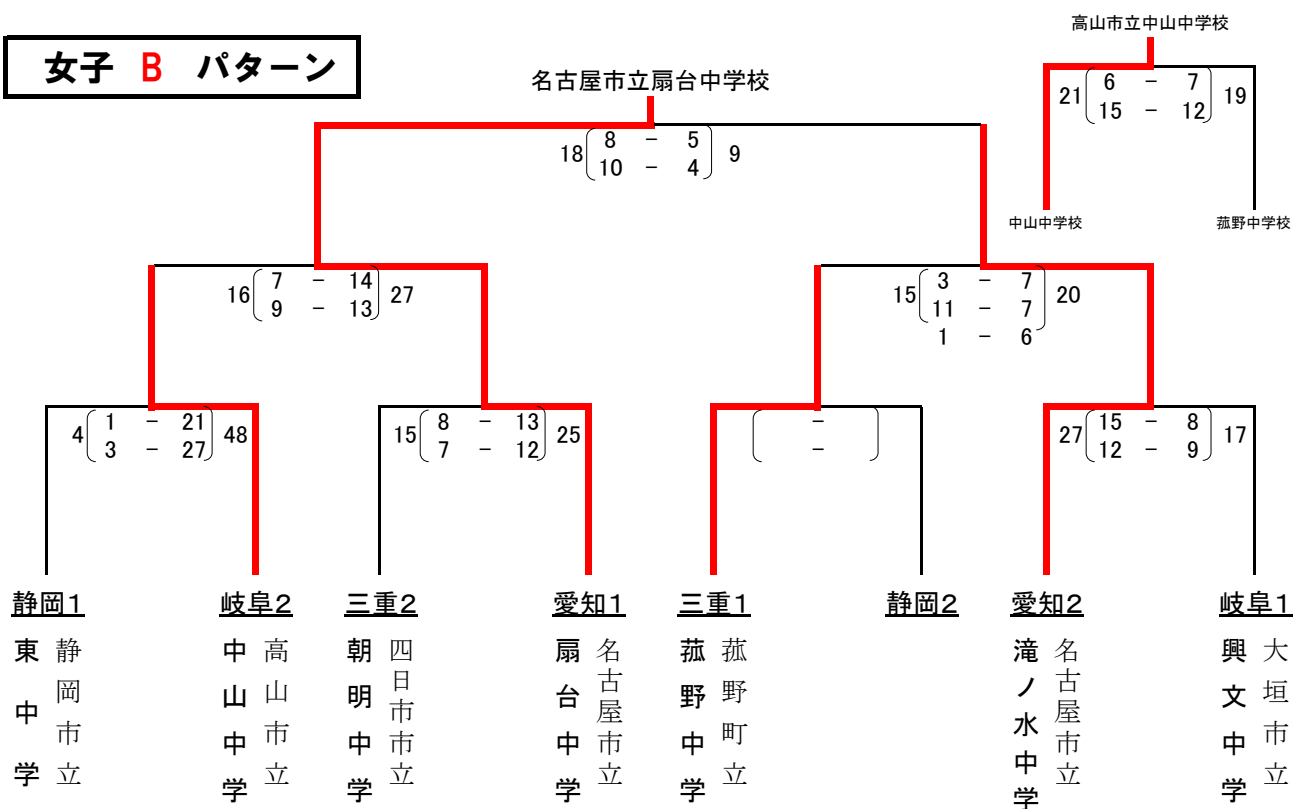 女子 B パターン
高山市立中山中学校
名古屋市立扇台中学校
21 6 - 7 19
15 - 12
18 8 - 5 9
10 - 4
中山中学校 菰野中学校
16 7 - 14 27
9 - 13
15 3 - 7 20
11 - 7
1 - 6
4 1 - 21 48
3 - 27
15 8 - 13 25
7 - 12
-
-
27 15 - 8 17
12 - 9
静岡1 岐阜2 三重2 愛知1 三重1 静岡2 愛知2 岐阜1
静岡市立
東中学
高山市立
中山中学
四日市市立
朝明中学
名古屋市立
扇台中学
菰野町立
菰野中学
名古屋市立
滝ノ水中学
大垣市立
興文中学